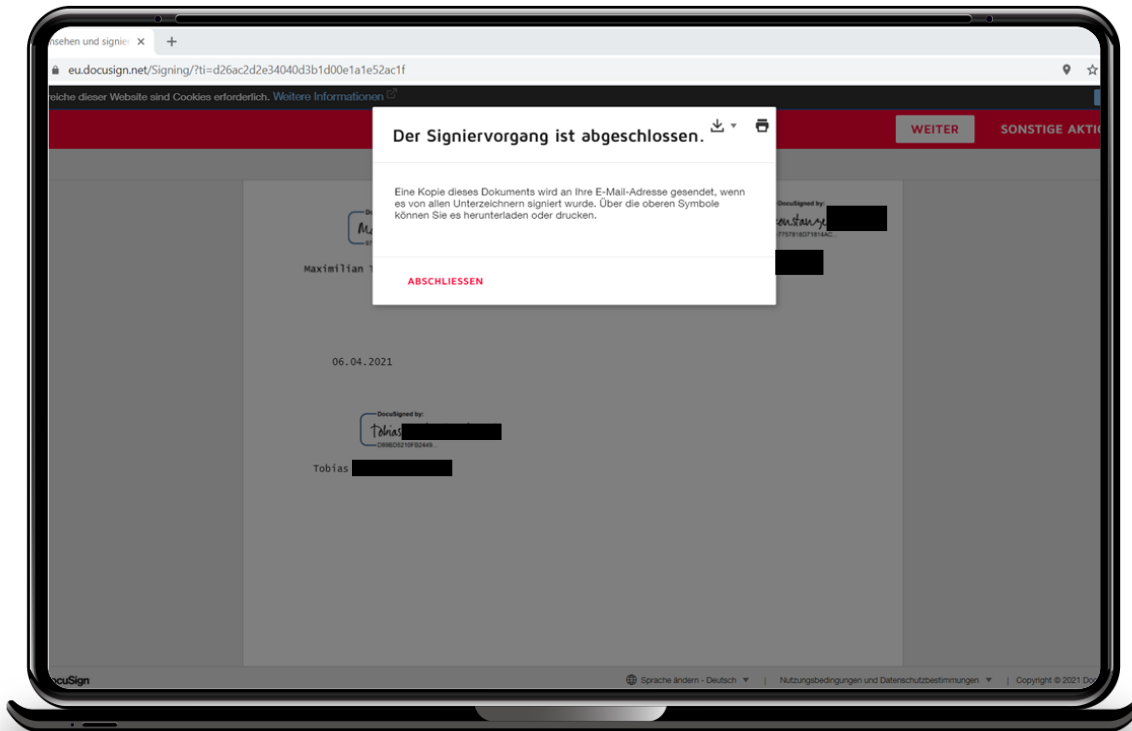 nsehen und signie
eu.docusign.net/Signing/?ti=d26ac2d2e34040d3b1d00e1a1e52ac1f
reiche dieser Website sind Cookies erforderlich. Weitere Informationen
WEITER SONSTIGE AKTI
Der Signiervorgang ist abgeschlossen.
Eine Kopie dieses Dokuments wird an Ihre E-Mail-Adresse gesendet, wenn
es von allen Unterzeichnern signiert wurde. Über die oberen Symbole
können Sie es herunterladen oder drucken.
ABSCHLIESSEN
DocuSigned by:
Maximilian
06.04.2021
DocuSigned by:
Tobias
Tobias
ocuSign
Sprache ändern - Deutsch | Nutzungsbedingungen und Datenschutzbestimmungen | Copyright © 2021